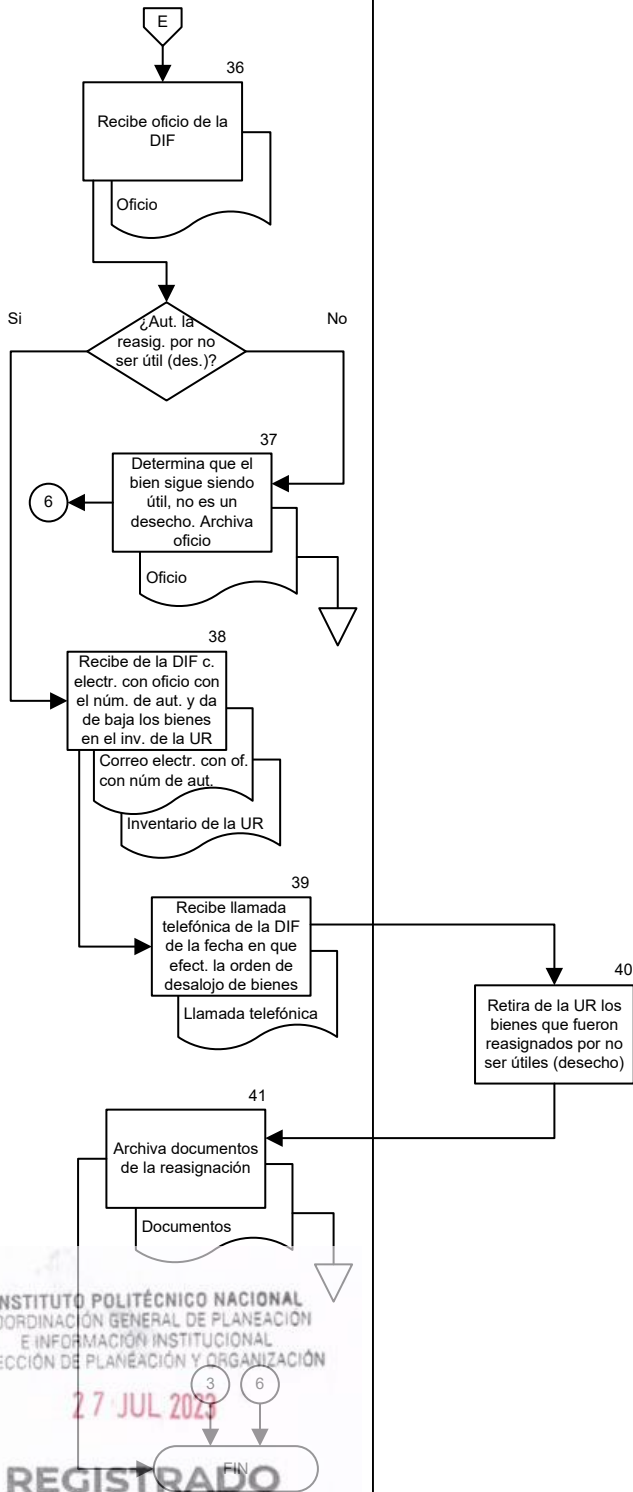 E
36
Recibe oficio de la
DIF
Oficio
Si
No
¿Aut. la
reasig. por no
ser útil (des.)?
37
Determina que el
bien sigue siendo
útil, no es un
desecho. Archiva
oficio
6
Oficio
38
Recibe de la DIF c.
electr. con oficio con
el núm. de aut. y da
de baja los bienes
en el inv. de la UR
Correo electr. con of.
con núm de aut.
Inventario de la UR
39
Recibe llamada
telefónica de la DIF
de la fecha en que
efect. la orden de
desalojo de bienes
Llamada telefónica
40
Retira de la UR los
bienes que fueron
reasignados por no
ser útiles (desecho)
41
Archiva documentos
de la reasignación
Documentos
NSTITUTO POLITÉCNICO NACIONAL
OORDINACIÓN GENERAL DE PLANEACIÓN
E INFORMACIÓN INSTITUCIONAL
ECCIÓN DE PLANEACIÓN Y ORGANIZACIÓN
3
6
27 JUL 2023
FIN
REGISTRADO